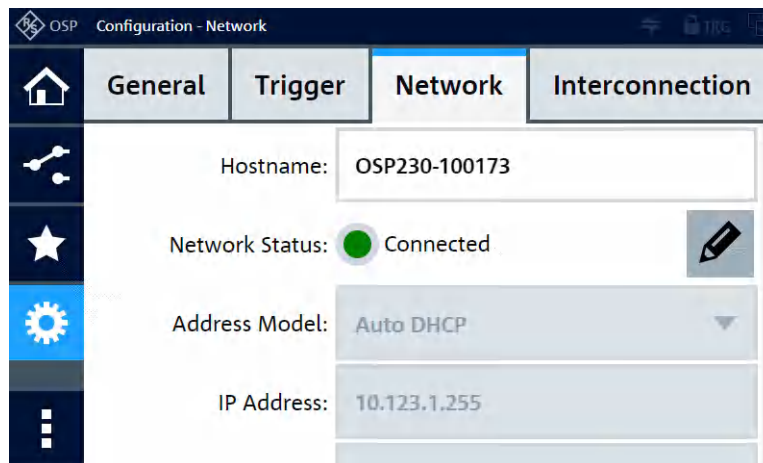 R&S OSP Configuration - Network TRG
General Trigger Network Interconnection
Hostname: OSP230-100173
Network Status: Connected
Address Model: Auto DHCP
IP Address: 10.123.1.255